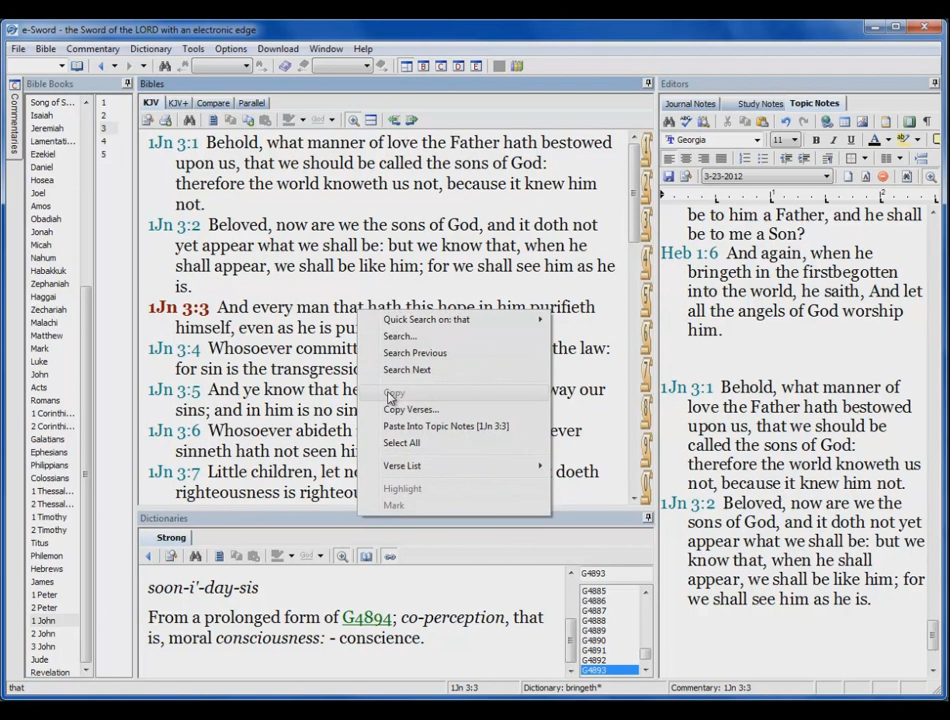 e-Sword - the Sword of the LORD with an electronic edge
File Bible Commentary Dictionary Tools Options Download Window Help
Bible Books
Commentaries
Song of S...
Isaiah
Jeremiah
Lamentati...
Ezekiel
Daniel
Hosea
Joel
Amos
Obadiah
Jonah
Micah
Nahum
Habakkuk
Zephaniah
Haggai
Zechariah
Malachi
Matthew
Mark
Luke
John
Acts
Romans
1 Corinthi...
2 Corinthi...
Galatians
Ephesians
Philippians
Colossians
1 Thessal...
2 Thessal...
1 Timothy
2 Timothy
Titus
Philemon
Hebrews
James
1 Peter
2 Peter
1 John
2 John
3 John
Jude
Revelation
1
2
3
4
5
Bibles
KJV KJV+ Compare Parallel
1Jn 3:1 Behold, what manner of love the Father hath bestowed
upon us, that we should be called the sons of God:
therefore the world knoweth us not, because it knew him
not.
1Jn 3:2 Beloved, now are we the sons of God, and it doth not
yet appear what we shall be: but we know that, when he
shall appear, we shall be like him; for we shall see him as he
is.
1Jn 3:3 And every man that hath this hope in him purifieth
himself, even as he is pu
1Jn 3:4 Whosoever committ the law:
for sin is the transgressio
1Jn 3:5 And ye know that he way our
sins; and in him is no sin
1Jn 3:6 Whosoever abideth ever
sinneth hath not seen hi
1Jn 3:7 Little children, let no doeth
righteousness is righteou
Quick Search on: that
Search...
Search Previous
Search Next
Copy
Copy Verses...
Paste Into Topic Notes [1Jn 3:3]
Select All
Verse List
Highlight
Mark
Dictionaries
Strong
soon-i'-day-sis
From a prolonged form of G4894; co-perception, that
is, moral consciousness: - conscience.
G4893
G4885
G4886
G4887
G4888
G4889
G4890
G4891
G4892
G4893
Editors
Journal Notes Study Notes Topic Notes
Georgia 11 B I U A
3-23-2012
1 2
be to him a Father, and he shall
be to me a Son?
Heb 1:6 And again, when he
bringeth in the firstbegotten
into the world, he saith, And let
all the angels of God worship
him.
1Jn 3:1 Behold, what manner of
love the Father hath bestowed
upon us, that we should be
called the sons of God:
therefore the world knoweth us
not, because it knew him not.
1Jn 3:2 Beloved, now are we the
sons of God, and it doth not yet
appear what we shall be: but we
know that, when he shall
appear, we shall be like him; for
we shall see him as he is.
that 1Jn 3:3 Dictionary: bringeth* Commentary: 1Jn 3:3